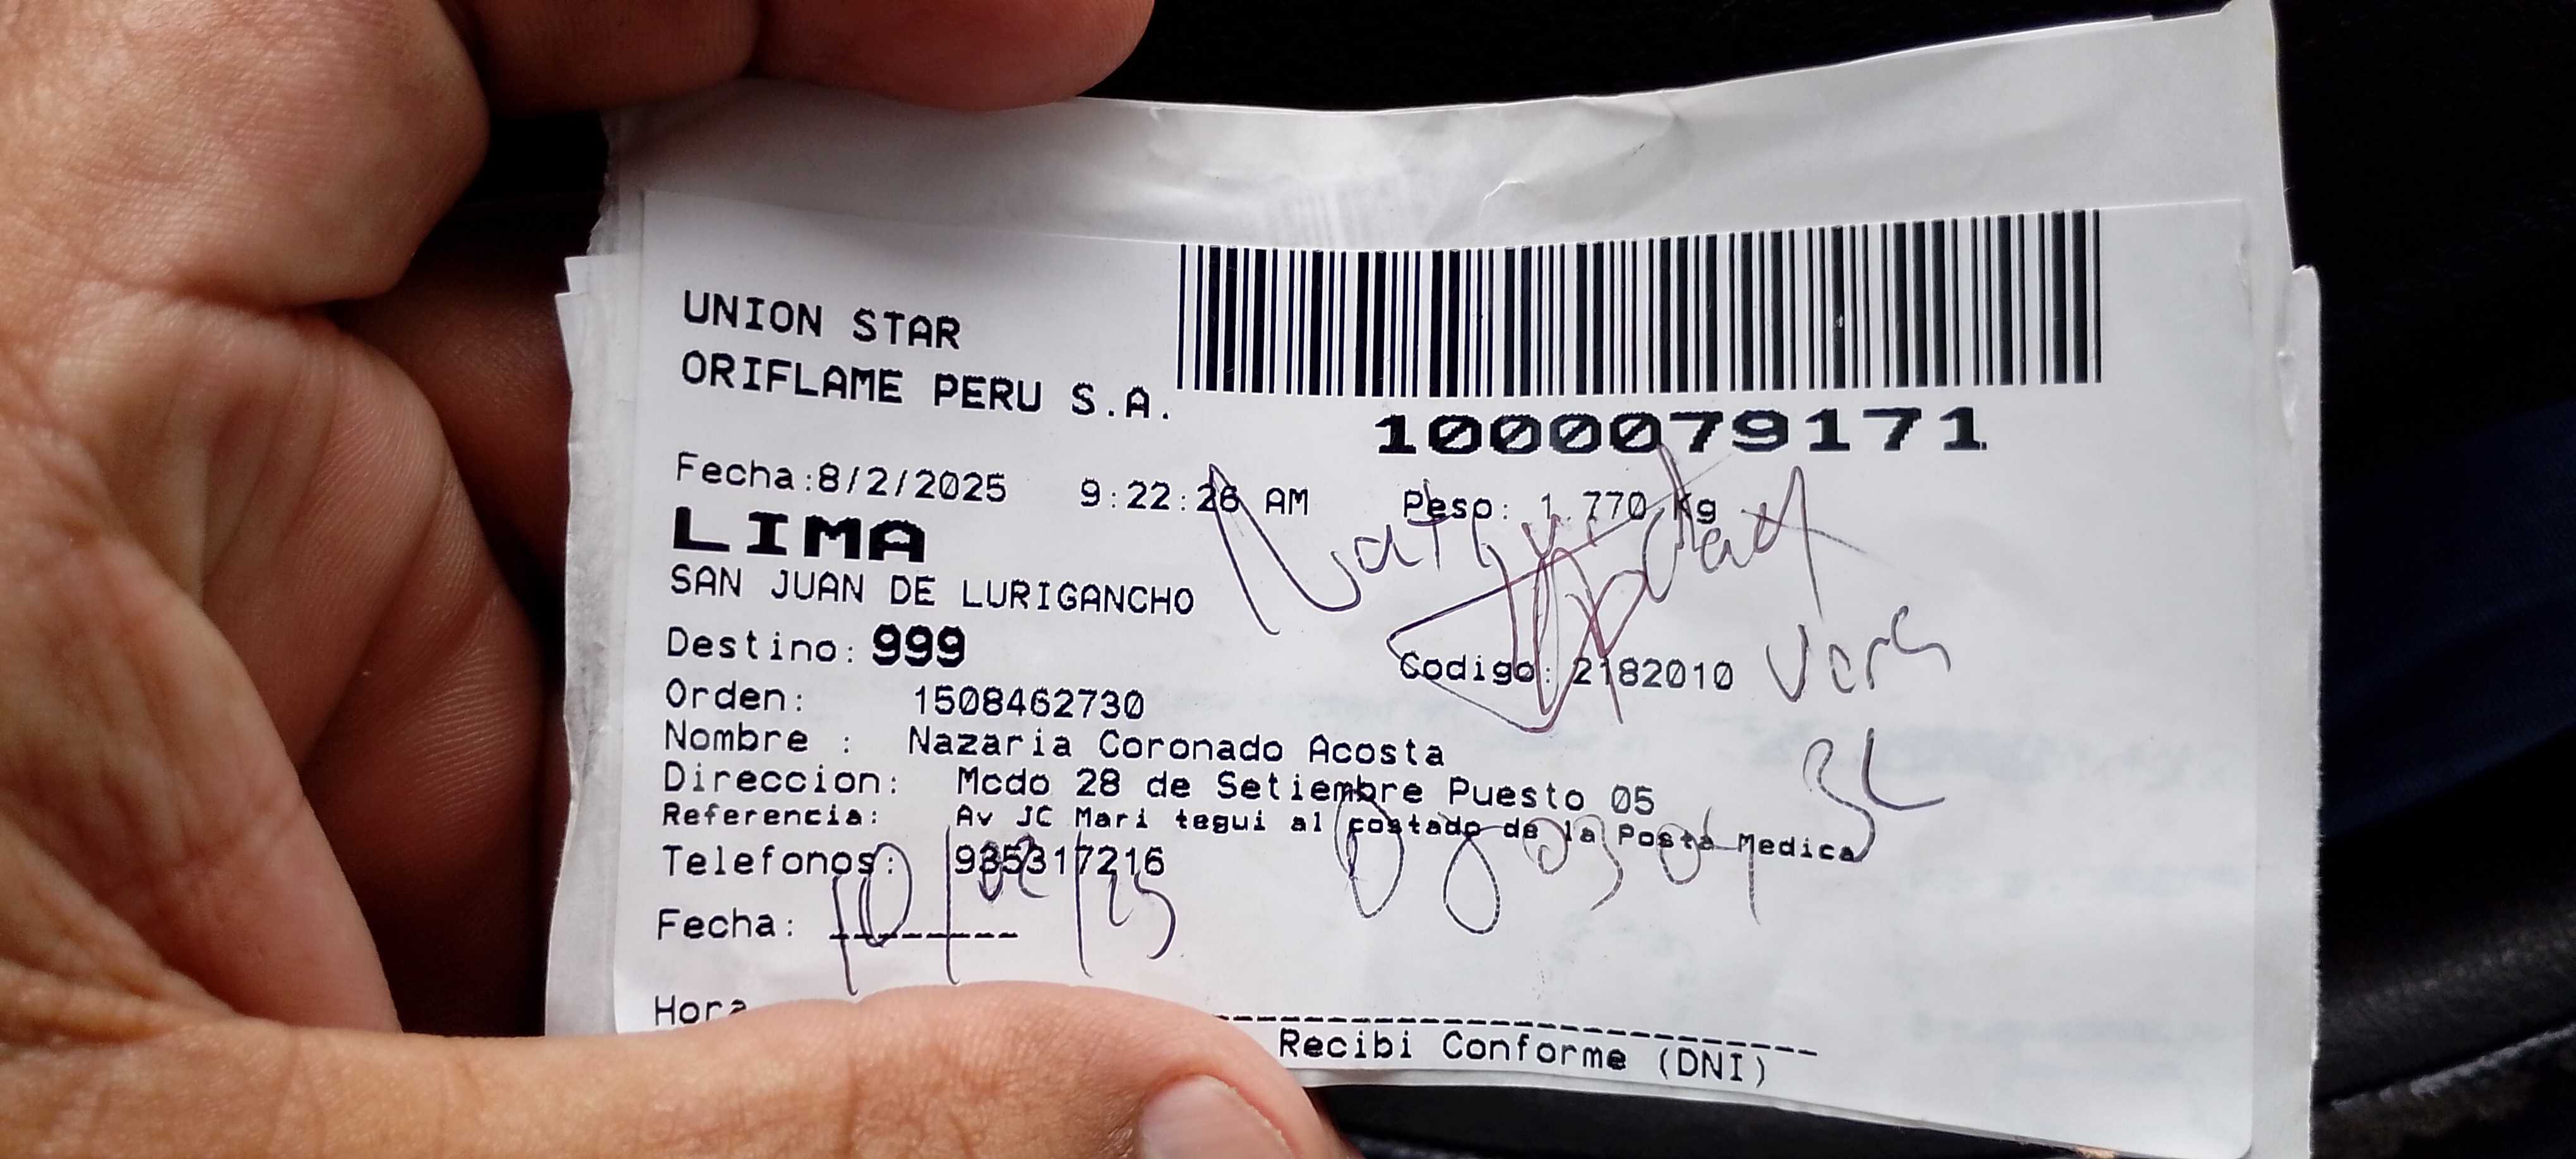 UNION STAR
ORIFLAME PERU S.A.
1000079171
Fecha:8/2/2025 9:22:26 AM Peso: 1.770 Kg
LIMA
SAN JUAN DE LURIGANCHO
Destino: 999
Codigo: 2182010
Orden: 1508462730
Nombre : Nazaria Coronado Acosta
Direccion: Mcdo 28 de Setiembre Puesto 05
Referencia: Av JC Mari tegui al costado de la Posta Medica
Telefonos: 935317216
Fecha:
Hora
Recibi Conforme (DNI)